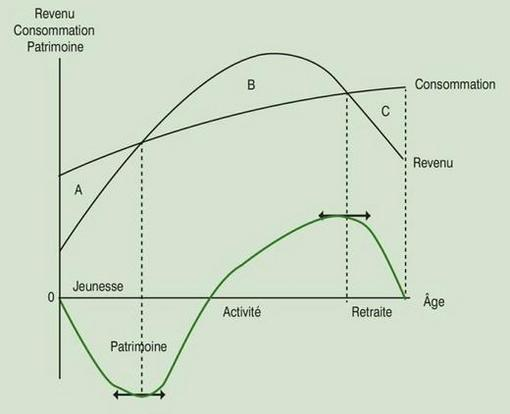 Revenu
Consommation
Patrimoine
B
Consommation
C
A
Revenu
Jeunesse
0
Âge
Activité
Retraite
Patrimoine